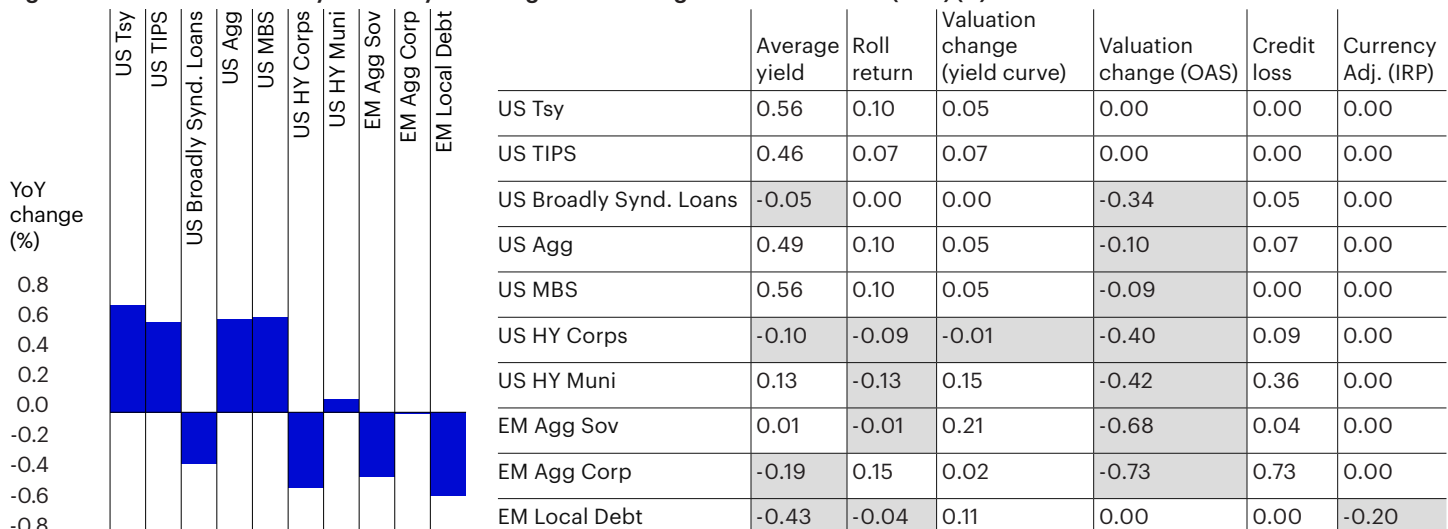 US Tsy
US TIPS
US Broadly Synd. Loans
US Agg
US MBS
US HY Corps
US HY Muni
EM Agg Sov
EM Agg Corp
EM Local Debt
YoY
change
(%)
0.8
0.6
0.4
0.2
0.0
-0.2
-0.4
-0.6
-0.8
Average yield Roll return Valuation change (yield curve) Valuation change (OAS) Credit loss Currency Adj. (IRP)
US Tsy 0.56 0.10 0.05 0.00 0.00 0.00
US TIPS 0.46 0.07 0.07 0.00 0.00 0.00
US Broadly Synd. Loans -0.05 0.00 0.00 -0.34 0.05 0.00
US Agg 0.49 0.10 0.05 -0.10 0.07 0.00
US MBS 0.56 0.10 0.05 -0.09 0.00 0.00
US HY Corps -0.10 -0.09 -0.01 -0.40 0.09 0.00
US HY Muni 0.13 -0.13 0.15 -0.42 0.36 0.00
EM Agg Sov 0.01 -0.01 0.21 -0.68 0.04 0.00
EM Agg Corp -0.19 0.15 0.02 -0.73 0.73 0.00
EM Local Debt -0.43 -0.04 0.11 0.00 0.00 -0.20